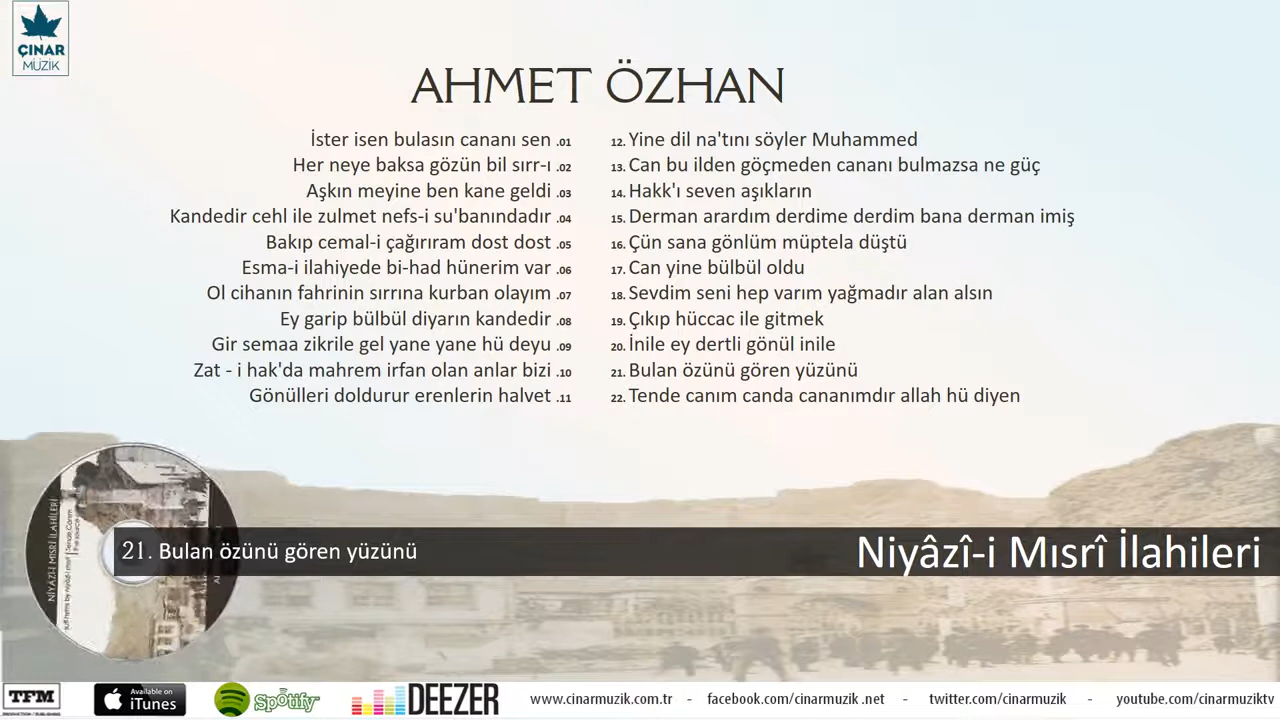 ÇINAR
MÜZİK
AHMET ÖZHAN
İster isen bulasın cananı sen .01
Her neye baksa gözün bil sırr-ı .02
Aşkın meyine ben kane geldi .03
Kandedir cehl ile zulmet nefs-i su'banındadır .04
Bakıp cemal-i çağırıram dost dost .05
Esma-i ilahiyede bi-had hünerim var .06
Ol cihanın fahrinin sırrına kurban olayım .07
Ey garip bülbül diyarın kandedir .08
Gir semaa zikrile gel yane yane hü deyu .09
Zat - i hak'da mahrem irfan olan anlar bizi .10
Gönülleri doldurur erenlerin halvet .11
12. Yine dil na'tını söyler Muhammed
13. Can bu ilden göçmeden cananı bulmazsa ne güç
14. Hakk'ı seven aşıkların
15. Derman arardım derdime derdim bana derman imiş
16. Çün sana gönlüm müptela düştü
17. Can yine bülbül oldu
18. Sevdim seni hep varım yağmadır alan alsın
19. Çıkıp hüccac ile gitmek
20. İnile ey dertli gönül inile
21. Bulan özünü gören yüzünü
22. Tende canım canda cananımdır allah hü diyen
NİYÂZÎ-İ MISRÎ İLAHİLERİ
21. Bulan özünü gören yüzünü
Niyâzî-i Mısrî İlahileri
TFM
Available on
iTunes
Spotify
DEEZER
www.cinarmuzik.com.tr - facebook.com/cinarmuzik .net - twitter.com/cinarmuzik - youtube.com/cinarmuziktv